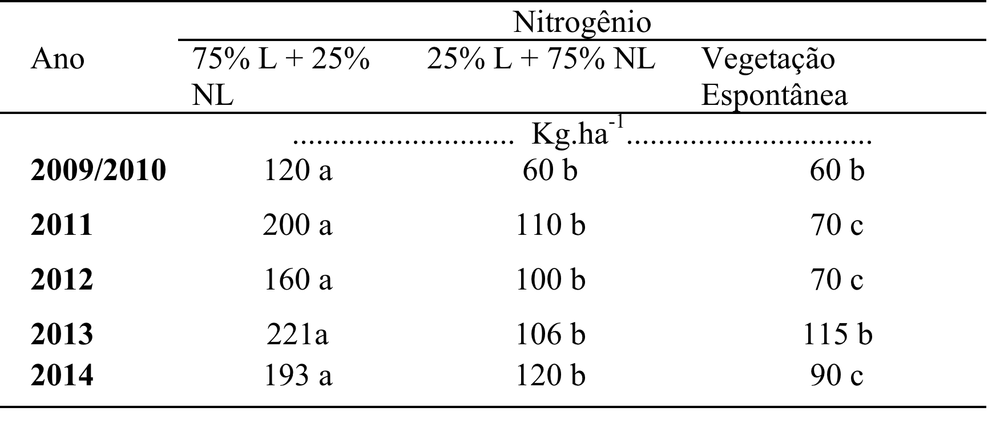 Nitrogênio
Ano 75% L + 25% NL 25% L + 75% NL Vegetação Espontânea
........................... Kg.ha-1..............................
2009/2010 120 a 60 b 60 b
2011 200 a 110 b 70 c
2012 160 a 100 b 70 c
2013 221a 106 b 115 b
2014 193 a 120 b 90 c